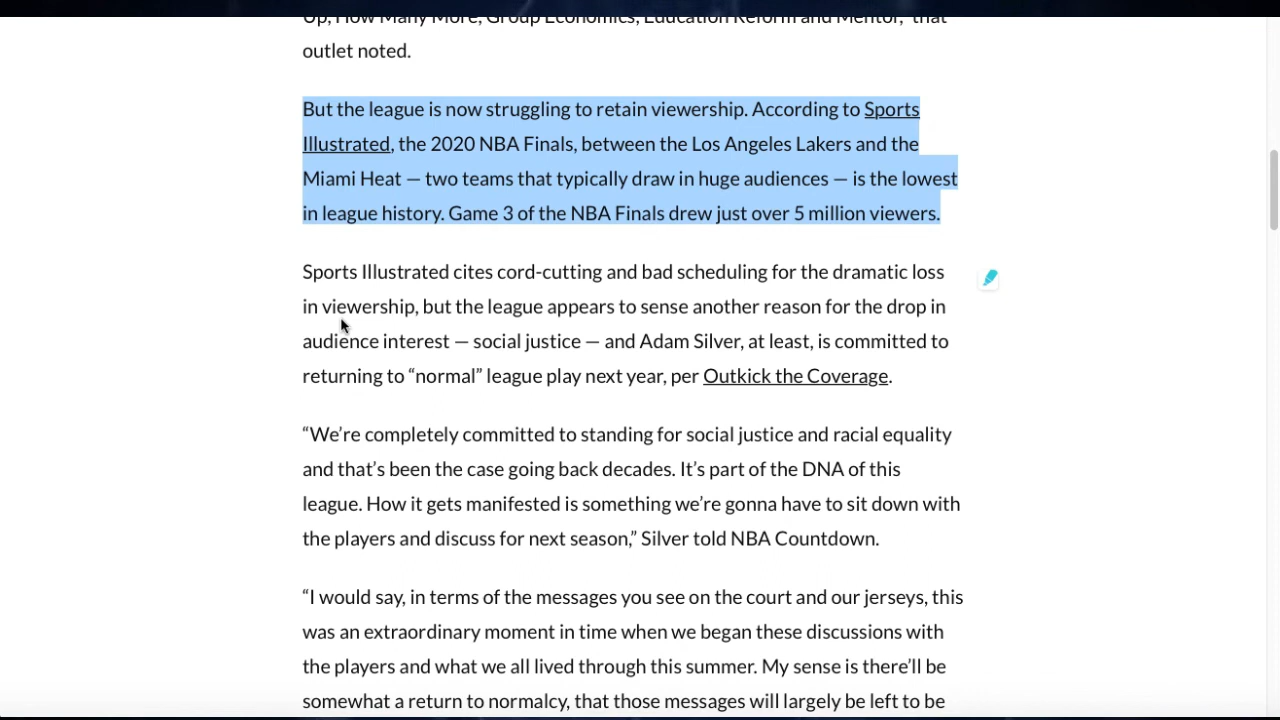 Up, How Many More, Group Economics, Education Reform and Mentor,” that
outlet noted.
But the league is now struggling to retain viewership. According to Sports
Illustrated, the 2020 NBA Finals, between the Los Angeles Lakers and the
Miami Heat — two teams that typically draw in huge audiences — is the lowest
in league history. Game 3 of the NBA Finals drew just over 5 million viewers.
Sports Illustrated cites cord-cutting and bad scheduling for the dramatic loss
in viewership, but the league appears to sense another reason for the drop in
audience interest — social justice — and Adam Silver, at least, is committed to
returning to “normal” league play next year, per Outkick the Coverage.
“We’re completely committed to standing for social justice and racial equality
and that’s been the case going back decades. It’s part of the DNA of this
league. How it gets manifested is something we’re gonna have to sit down with
the players and discuss for next season,” Silver told NBA Countdown.
“I would say, in terms of the messages you see on the court and our jerseys, this
was an extraordinary moment in time when we began these discussions with
the players and what we all lived through this summer. My sense is there’ll be
somewhat a return to normalcy, that those messages will largely be left to be